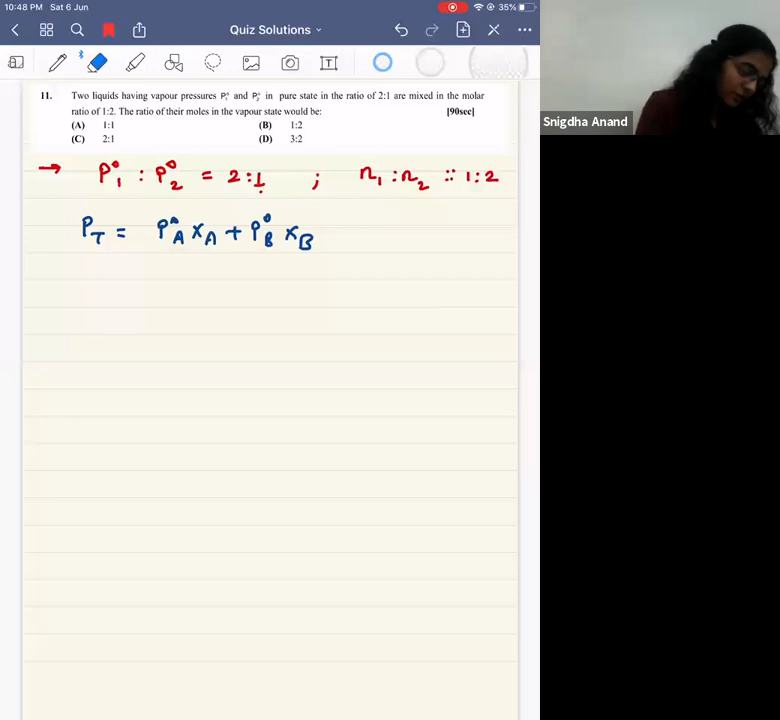 10:48 PM Sat 6 Jun
35%
Quiz Solutions
T
11. Two liquids having vapour pressures P₁° and P₂° in pure state in the ratio of 2:1 are mixed in the molar
ratio of 1:2. The ratio of their moles in the vapour state would be: [90sec]
(A) 1:1 (B) 1:2
(C) 2:1 (D) 3:2
→ P₁° : P₂° = 2:1 ; n₁ : n₂ :: 1:2
P_T = P°_A x_A + P°_B x_B
Snigdha Anand